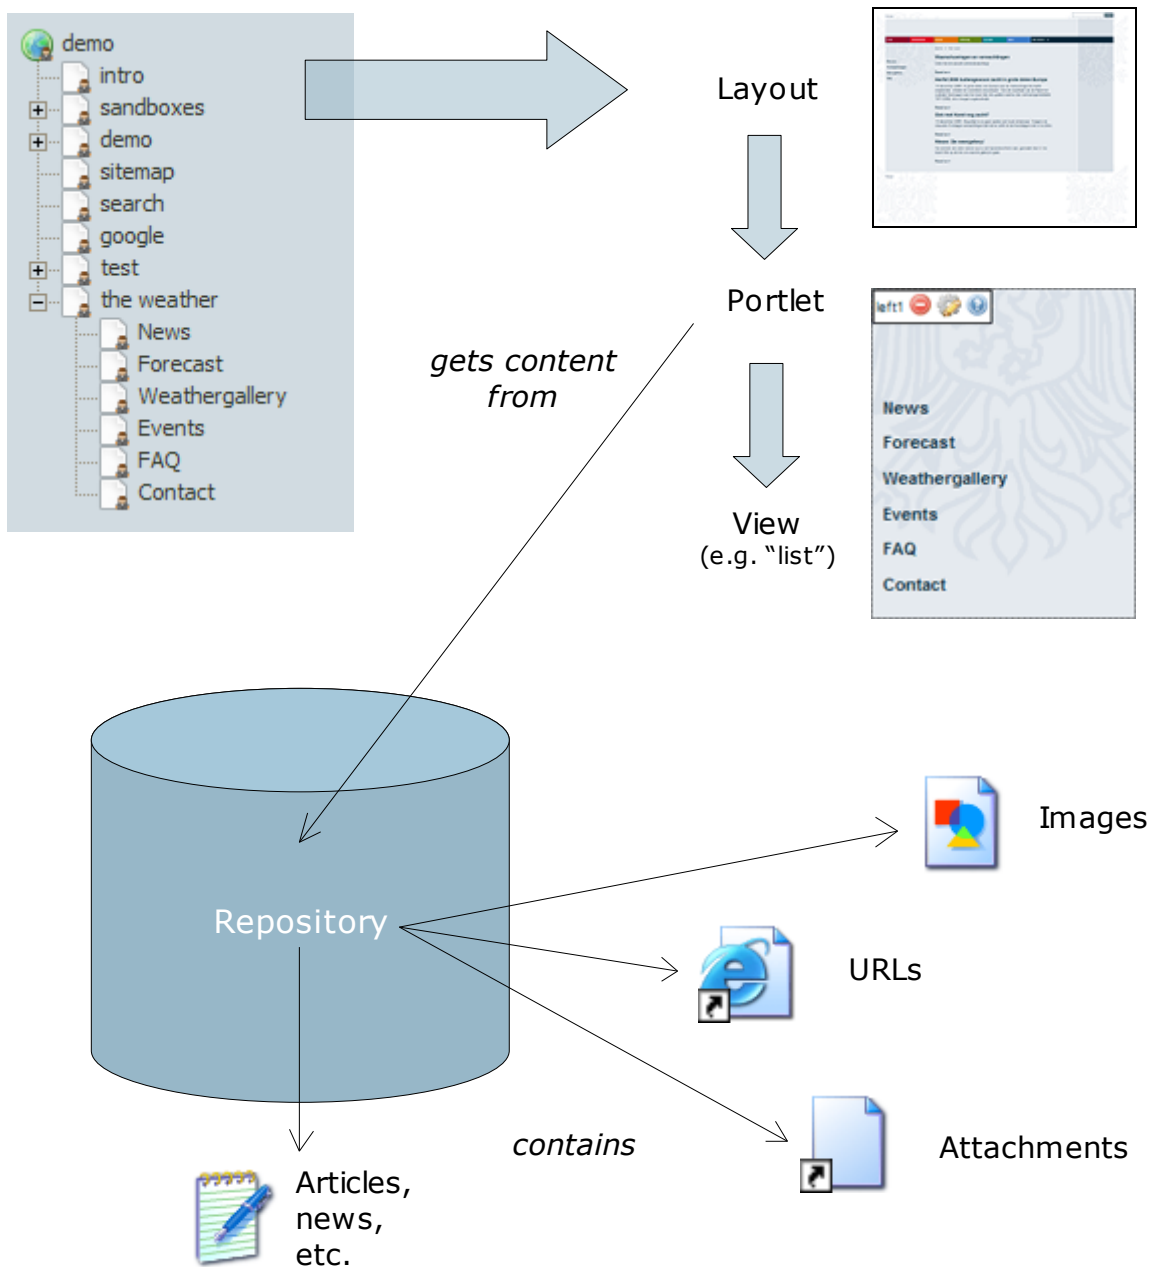 demo
intro
sandboxes
demo
sitemap
search
google
test
the weather
News
Forecast
Weathergallery
Events
FAQ
Contact
Layout
Portlet
gets content
from
View
(e.g. “list”)
left1
News
Forecast
Weathergallery
Events
FAQ
Contact
Repository
Images
URLs
contains
Attachments
Articles,
news,
etc.